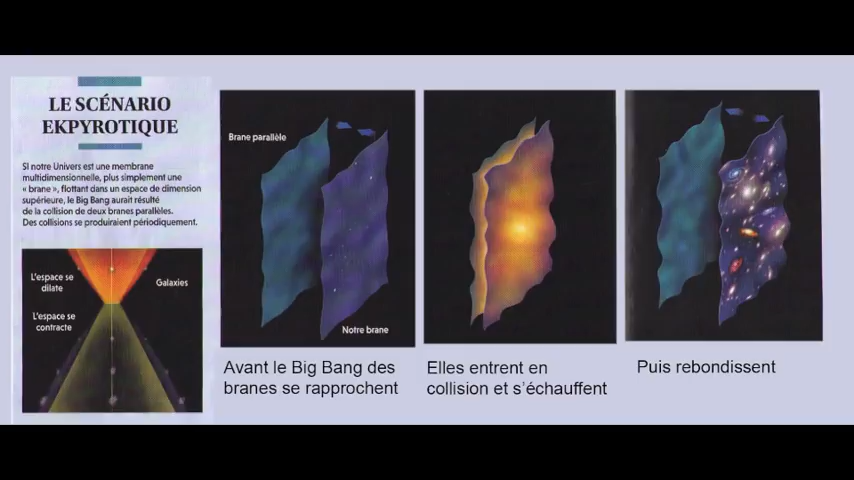 LE SCÉNARIO
EKPYROTIQUE
SI notre Univers est une membrane
multidimensionnelle, plus simplement une
« brane », flottant dans un espace de dimension
supérieure, le Big Bang aurait résulté
de la collision de deux branes parallèles.
Des collisions se produiraient périodiquement.
L'espace se
dilate
Galaxies
L'espace se
contracte
Brane parallèle
Notre brane
Avant le Big Bang des
branes se rapprochent
Elles entrent en
collision et s'échauffent
Puis rebondissent